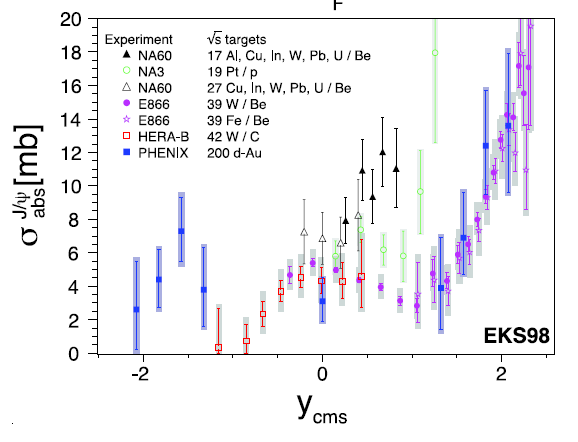 F
Experiment √s targets
NA60 17 Al, Cu, In, W, Pb, U / Be
NA3 19 Pt / p
NA60 27 Cu, In, W, Pb, U / Be
E866 39 W / Be
E866 39 Fe / Be
HERA-B 42 W / C
PHENIX 200 d-Au
σ abs J/ψ [mb]
20
18
16
14
12
10
8
6
4
2
0
EKS98
-2 0 2
y cms